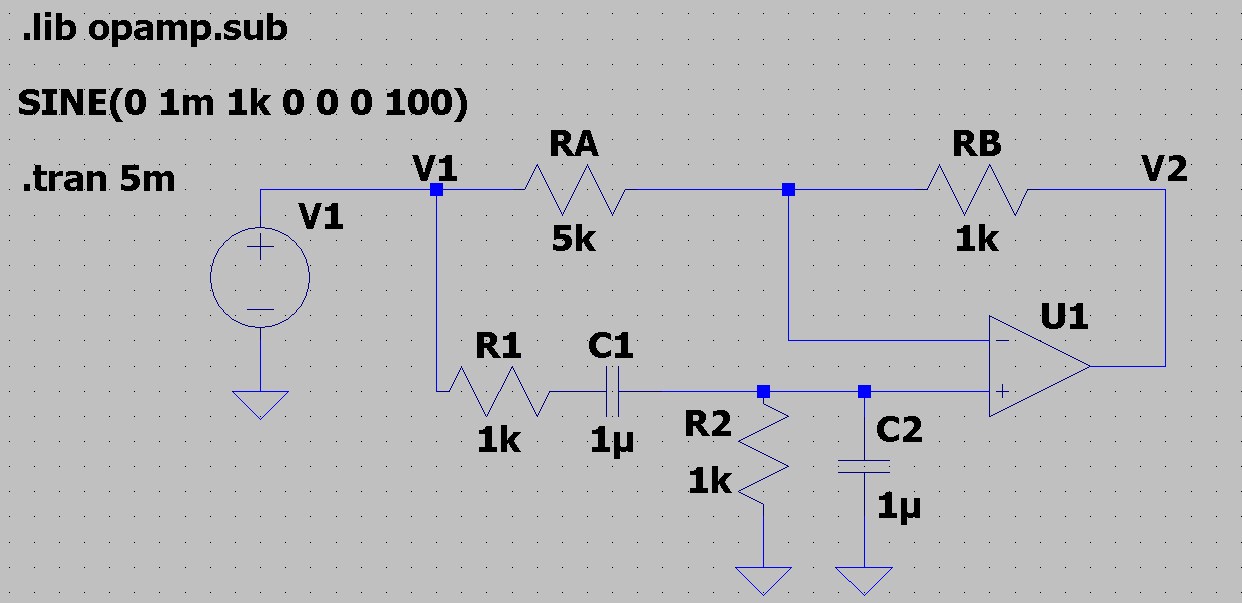 .lib opamp.sub
SINE(0 1m 1k 0 0 0 100)
.tran 5m
V1
RA
RB
V2
V1
5k
1k
U1
R1
C1
1k
1µ
R2
1k
C2
1µ